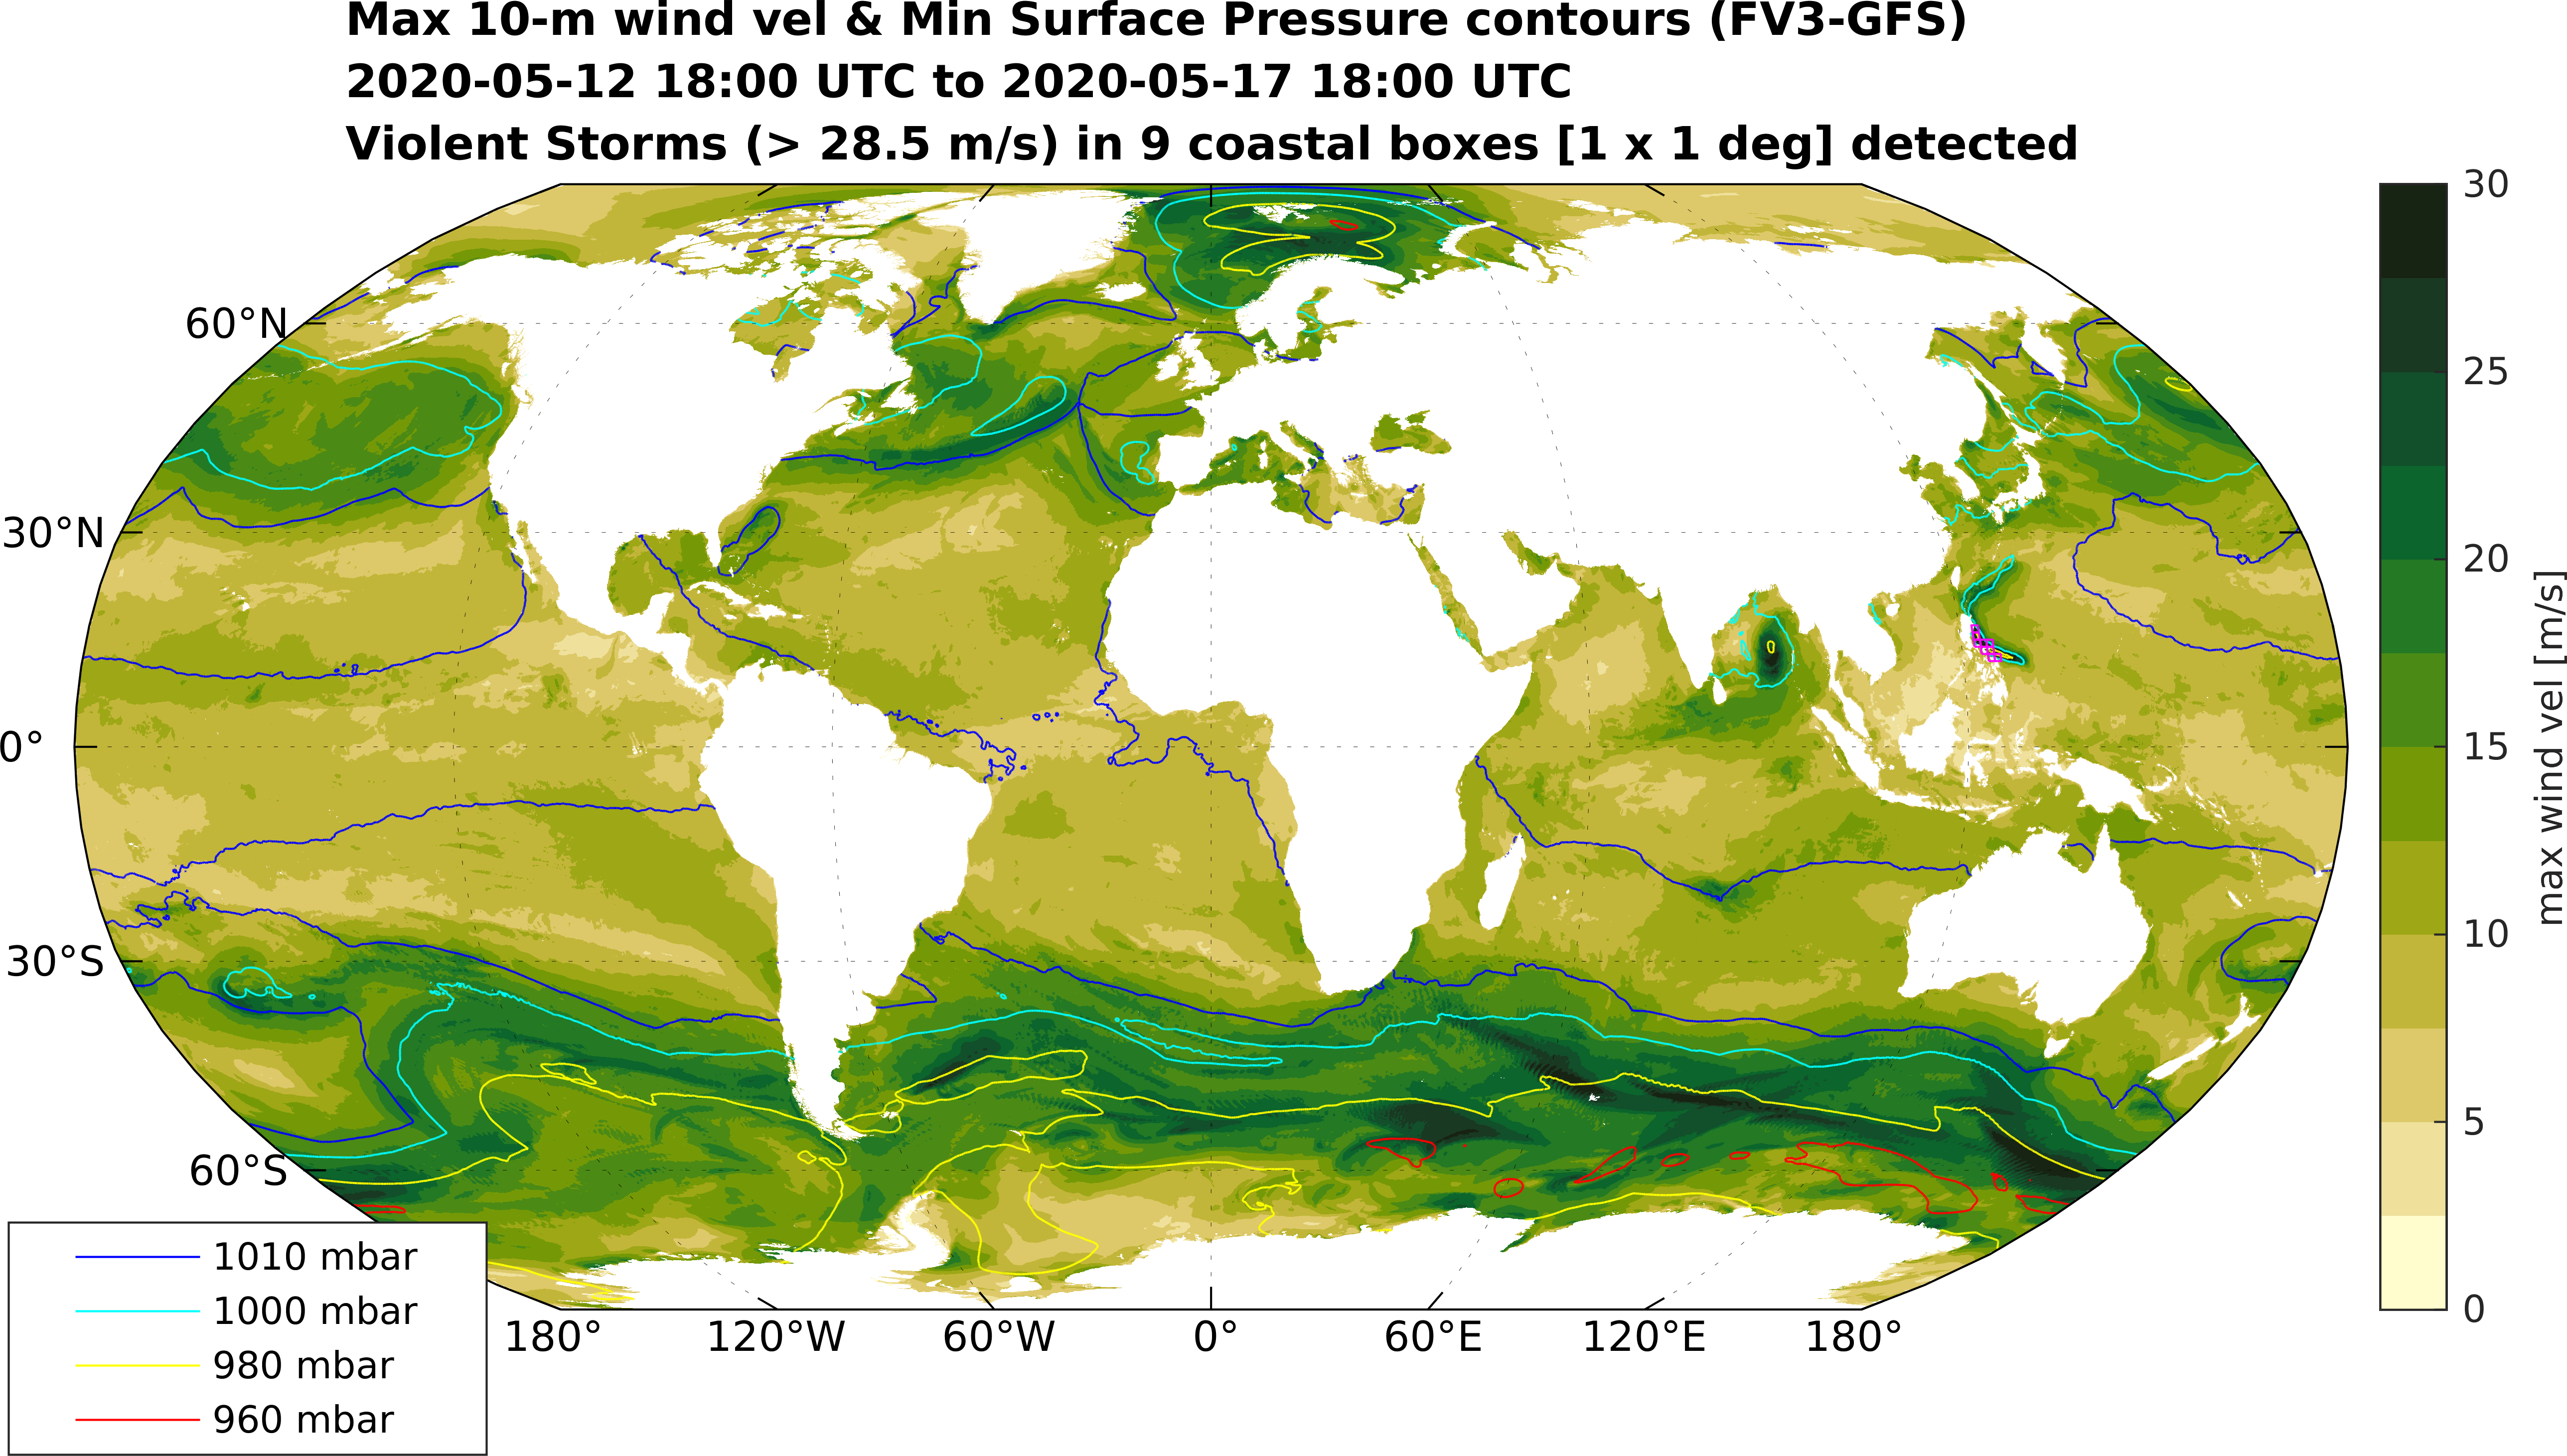 Max 10-m wind vel & Min Surface Pressure contours (FV3-GFS)
2020-05-12 18:00 UTC to 2020-05-17 18:00 UTC
Violent Storms (> 28.5 m/s) in 9 coastal boxes [1 x 1 deg] detected
60°N
30°N
0°
30°S
60°S
180°
120°W
60°W
0°
60°E
120°E
180°
1010 mbar
1000 mbar
980 mbar
960 mbar
30
25
20
15
10
5
0
max wind vel [m/s]